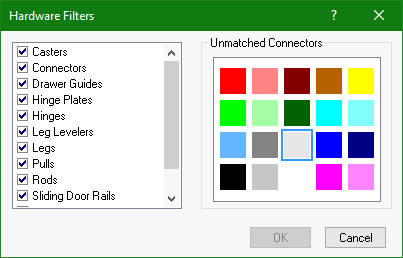 Hardware Filters
?
Casters
Connectors
Drawer Guides
Hinge Plates
Hinges
Leg Levelers
Legs
Pulls
Rods
Sliding Door Rails
Unmatched Connectors
OK
Cancel